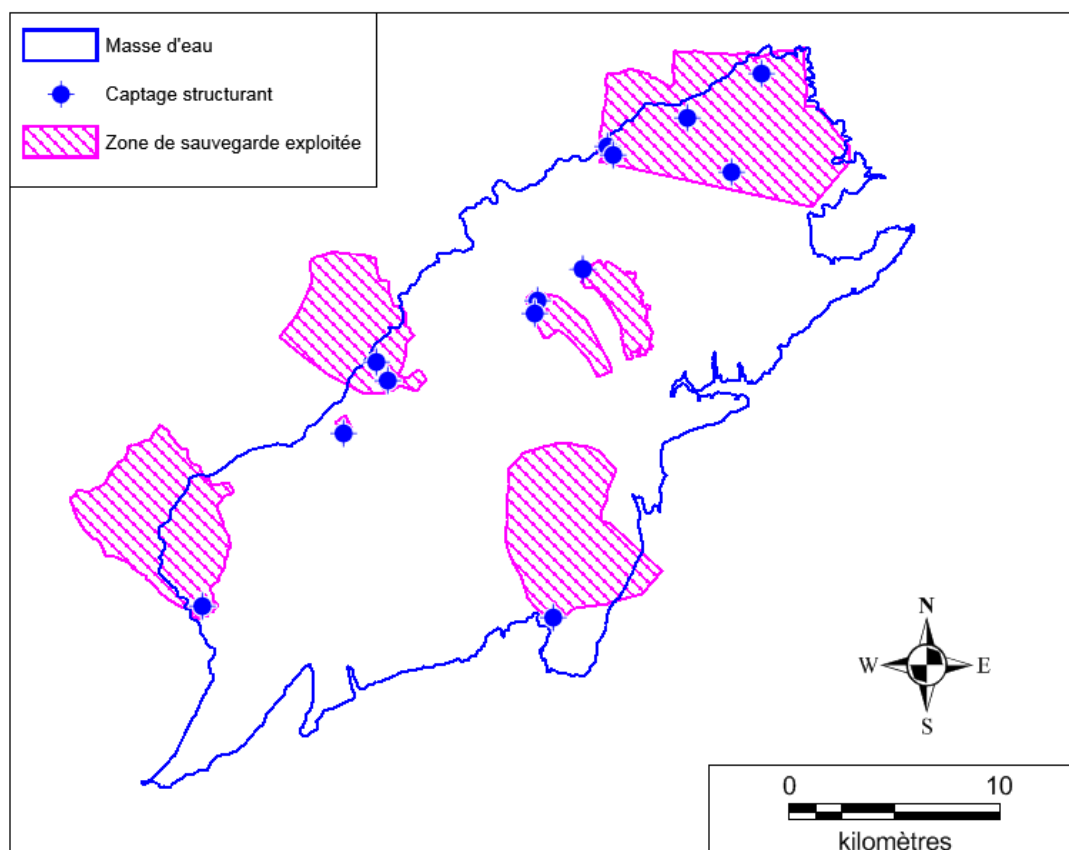 Masse d'eau
Captage structurant
Zone de sauvegarde exploitée
N
W E
S
0 10
kilomètres